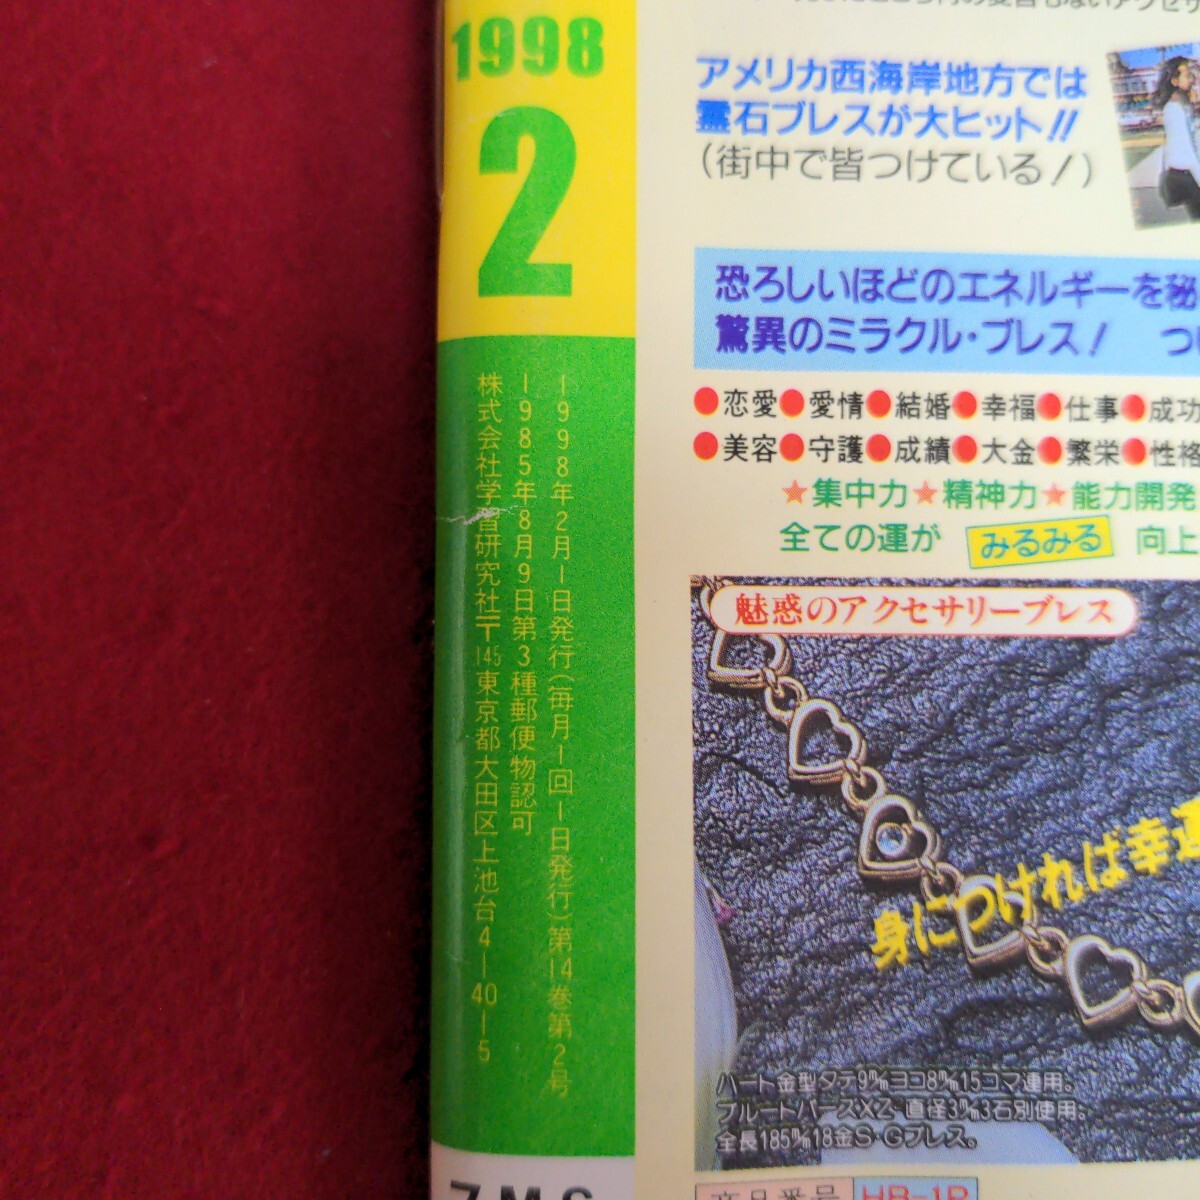 1998
2
1998年2月1日発行(毎月1回1日発行)第14巻第2号
1985年8月9日第3種郵便物認可
株式会社学習研究社〒145東京都大田区上池台4-40-5
アメリカ西海岸地方では
霊石ブレスが大ヒット!!
(街中で皆つけている!)
恐ろしいほどのエネルギーを秘
驚異のミラクル・ブレス! つ
●恋愛●愛情●結婚●幸福●仕事●成功
●美容●守護●成績●大金●繁栄●性格
★集中力★精神力★能力開発
全ての運が みるみる 向上
魅惑のアクセサリーブレス
身につければ幸運
ハート金型タテ9㎜ヨコ8㎜15コマ連用。
ブルートパーズXZ 直径3㎜3石別使用。
全長185㎜18金S・Gブレス。
商品番号 HB-1P